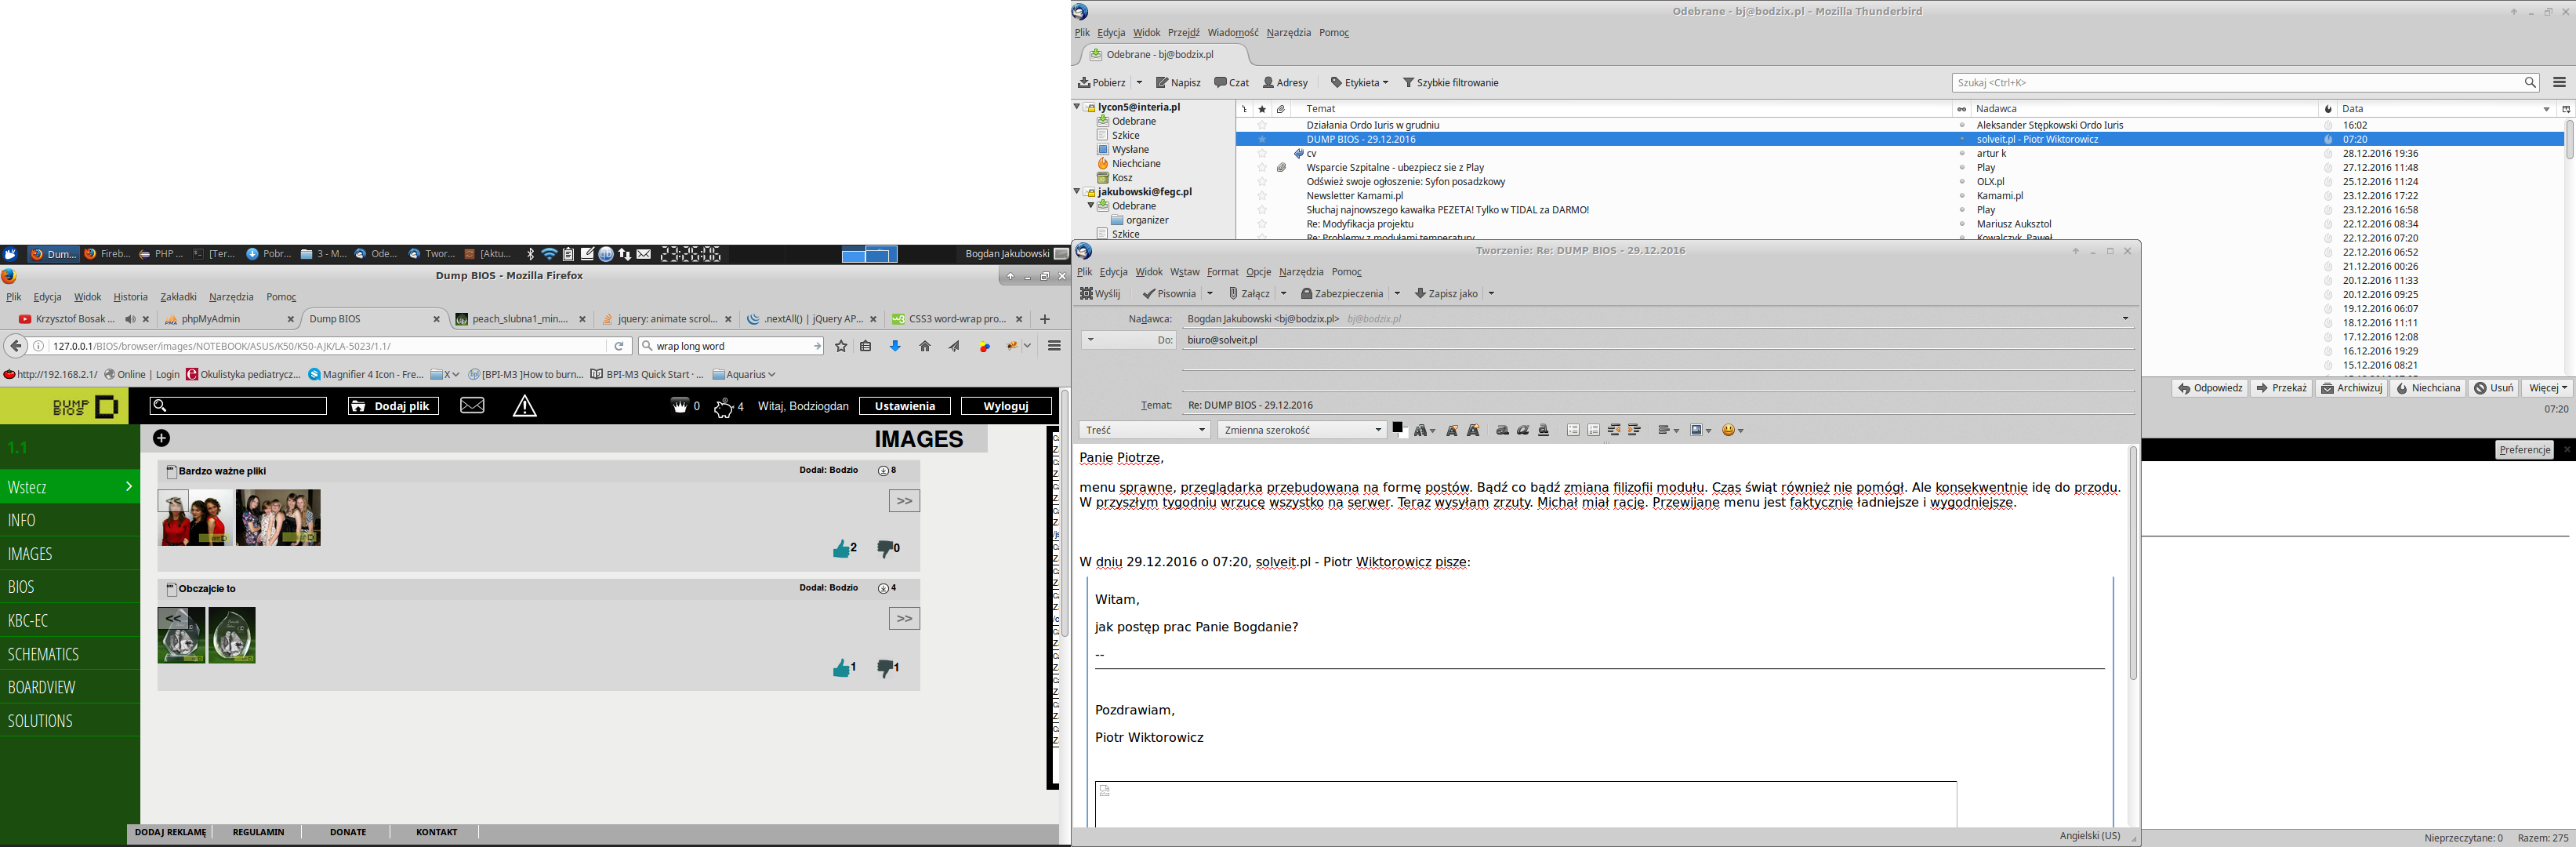 Dum...
Fireb...
PHP ...
[Ter...
Pobr...
3 - M...
Ode...
Twor...
[Aktu...
23:26:06
Bogdan Jakubowski
Dump BIOS - Mozilla Firefox
Plik Edycja Widok Historia Zakładki Narzędzia Pomoc
Krzysztof Bosak ...
phpMyAdmin
Dump BIOS
peach_slubna1_min....
jquery: animate scrol...
.nextAll() | jQuery AP...
CSS3 word-wrap pro...
127.0.0.1/BIOS/browser/images/NOTEBOOK/ASUS/K50/K50-AJK/LA-5023/1.1/
wrap long word
http://192.168.2.1/
Online | Login
Okulistyka pediatrycz...
Magnifier 4 Icon - Fre...
X
[BPI-M3 ]How to burn...
BPI-M3 Quick Start · ...
Aquarius
DUMP BIOS
Dodaj plik
0
4
Witaj, Bodziogdan
Ustawienia
Wyloguj
1.1
Wstecz
INFO
IMAGES
BIOS
KBC-EC
SCHEMATICS
BOARDVIEW
SOLUTIONS
IMAGES
Bardzo ważne pliki
Dodał: Bodzio
8
>>
2
0
Obczajcie to
Dodał: Bodzio
4
<<
>>
1
1
DODAJ REKLAMĘ
REGULAMIN
DONATE
KONTAKT
Odebrane - bj@bodzix.pl - Mozilla Thunderbird
Plik Edycja Widok Przejdź Wiadomość Narzędzia Pomoc
Odebrane - bj@bodzix.pl
Pobierz
Napisz
Czat
Adresy
Etykieta
Szybkie filtrowanie
Szukaj <Ctrl+K>
lycon5@interia.pl
Odebrane
Szkice
Wysłane
Niechciane
Kosz
jakubowski@fegc.pl
Odebrane
organizer
Szkice
Temat Nadawca Data
Działania Ordo Iuris w grudniu Aleksander Stępkowski Ordo Iuris 16:02
DUMP BIOS - 29.12.2016 solveit.pl - Piotr Wiktorowicz 07:20
cv artur k 28.12.2016 19:36
Wsparcie Szpitalne - ubezpiecz sie z Play Play 27.12.2016 11:48
Odśwież swoje ogłoszenie: Syfon posadzkowy OLX.pl 25.12.2016 11:24
Newsletter Kamami.pl Kamami.pl 23.12.2016 17:22
Słuchaj najnowszego kawałka PEZETA! Tylko w TIDAL za DARMO! Play 23.12.2016 16:58
Re: Modyfikacja projektu Mariusz Auksztol 22.12.2016 08:34
Re: Problemy z modułami temperatury Kowalczyk, Paweł 22.12.2016 07:20
22.12.2016 06:52
21.12.2016 00:26
20.12.2016 11:33
20.12.2016 09:25
19.12.2016 06:07
18.12.2016 11:11
17.12.2016 12:08
16.12.2016 19:29
15.12.2016 08:21
Odpowiedz
Przekaż
Archiwizuj
Niechciana
Usuń
Więcej
07:20
Preferencje
Tworzenie: Re: DUMP BIOS - 29.12.2016
Plik Edycja Widok Wstaw Format Opcje Narzędzia Pomoc
Wyślij
Pisownia
Załącz
Zabezpieczenia
Zapisz jako
Nadawca: Bogdan Jakubowski <bj@bodzix.pl> bj@bodzix.pl
Do: biuro@solveit.pl
Temat: Re: DUMP BIOS - 29.12.2016
Treść
Zmienna szerokość
Panie Piotrze,
menu sprawne, przeglądarka przebudowana na formę postów. Bądź co bądź zmiana filizofii modułu. Czas świąt również nie pomógł. Ale konsekwentnie idę do przodu.
W przyszłym tygodniu wrzucę wszystko na serwer. Teraz wysyłam zrzuty. Michał miał rację. Przewijane menu jest faktycznie ładniejsze i wygodniejsze.
W dniu 29.12.2016 o 07:20, solveit.pl - Piotr Wiktorowicz pisze:
Witam,
jak postęp prac Panie Bogdanie?
--
Pozdrawiam,
Piotr Wiktorowicz
Angielski (US)
Nieprzeczytane: 0
Razem: 275